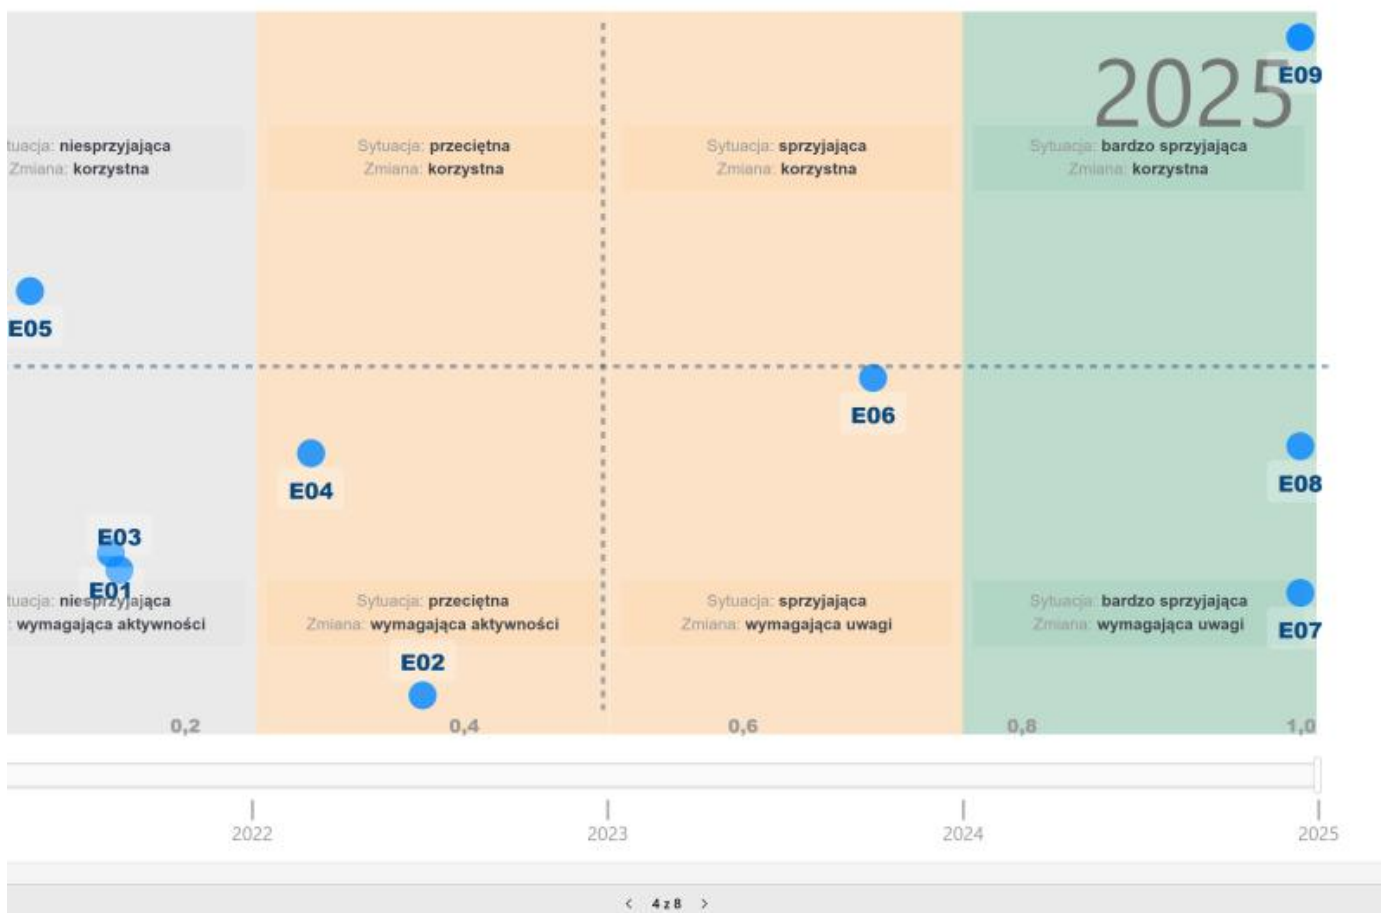 2025
E09
tuacja: niesprzyjająca
Zmiana: korzystna
Sytuacja: przeciętna
Zmiana: korzystna
Sytuacja: sprzyjająca
Zmiana: korzystna
Sytuacja: bardzo sprzyjająca
Zmiana: korzystna
E05
E06
E04
E08
E03
E01
tuacja: niesprzyjająca
: wymagająca aktywności
Sytuacja: przeciętna
Zmiana: wymagająca aktywności
Sytuacja: sprzyjająca
Zmiana: wymagająca uwagi
Sytuacja: bardzo sprzyjająca
Zmiana: wymagająca uwagi
E07
E02
0,2
0,4
0,6
0,8
1,0
2022
2023
2024
2025
< 4 z 8 >